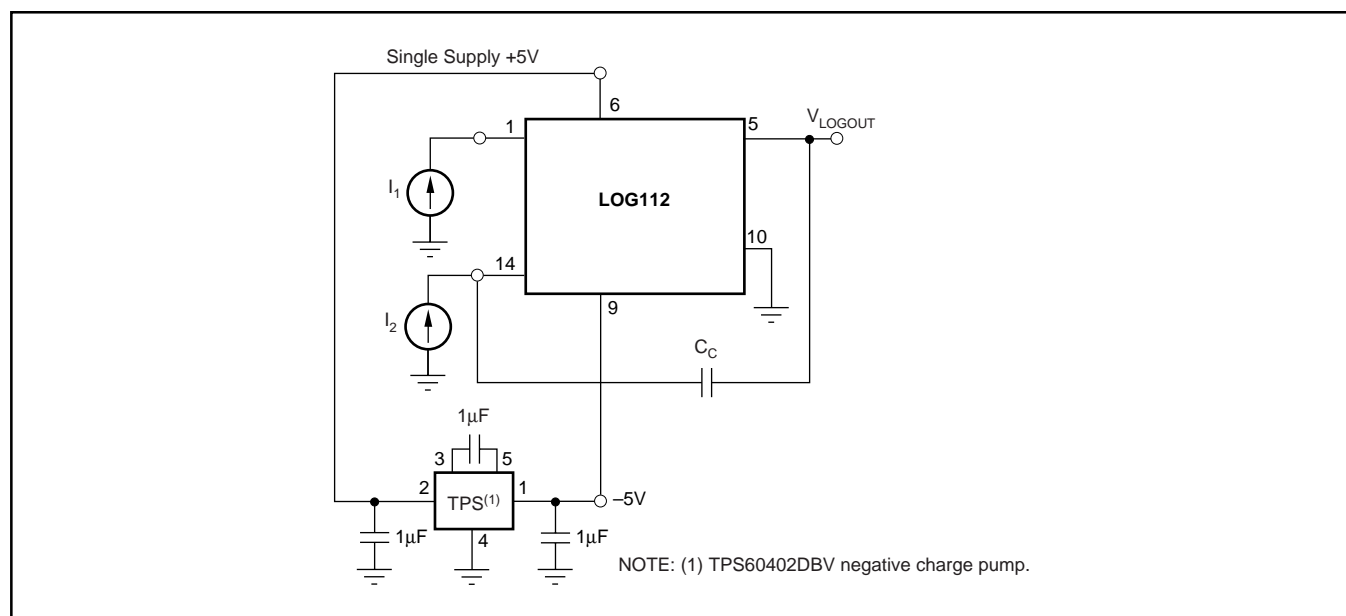 Single Supply +5V
6
1
5
V_LOGOUT
I_1
LOG112
10
14
9
I_2
C_C
1µF
3
5
2
TPS(1)
1
–5V
1µF
4
1µF
NOTE: (1) TPS60402DBV negative charge pump.